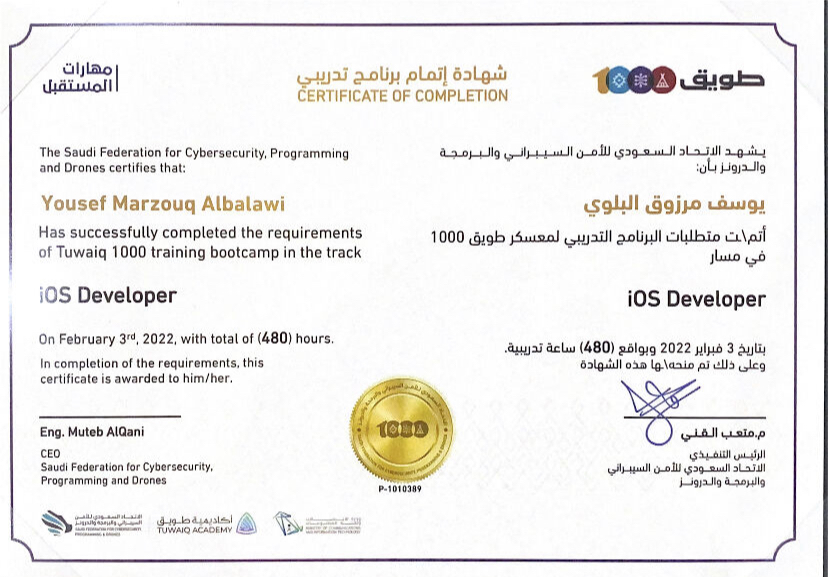 مهارات
المستقبل
شهادة إتمام برنامج تدريبي
CERTIFICATE OF COMPLETION
طويق 1000
The Saudi Federation for Cybersecurity, Programming
and Drones certifies that:
Yousef Marzouq Albalawi
Has successfully completed the requirements
of Tuwaiq 1000 training bootcamp in the track
iOS Developer
On February 3rd, 2022, with total of (480) hours.
In completion of the requirements, this
certificate is awarded to him/her.
Eng. Muteb AlQani
CEO
Saudi Federation for Cybersecurity,
Programming and Drones
يشهد الاتحاد السعودي للأمن السيبراني والبرمجة
والدرونز بأن:
يوسف مرزوق البلوي
أتم\ـت متطلبات البرنامج التدريبي لمعسكر طويق 1000
في مسار
iOS Developer
بتاريخ 3 فبراير 2022 وبواقع (480) ساعة تدريبية.
وعلى ذلك تم منحه\ها هذه الشهادة
م.متعب القني
الرئيس التنفيذي
الاتحاد السعودي للأمن السيبراني
والبرمجة والدرونز
1000
P-1010389
الاتحاد السعودي للأمن
السيبراني والبرمجة والدرونز
SAUDI FEDERATION FOR CYBERSECURITY,
PROGRAMMING & DRONES
أكاديمية طويق
TUWAIQ ACADEMY
MINISTRY OF COMMUNICATIONS
AND INFORMATION TECHNOLOGY